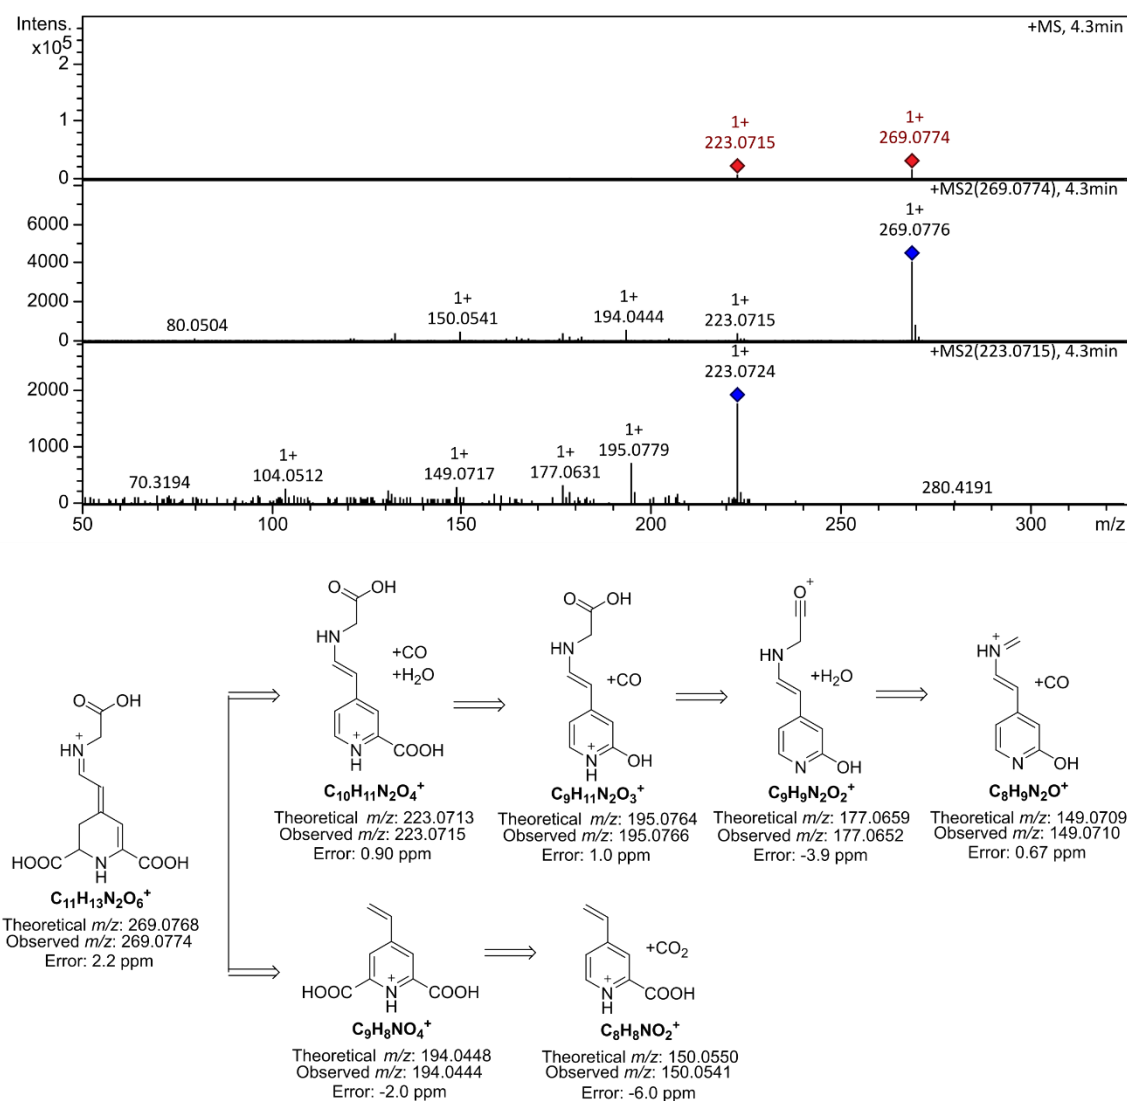 Intens.
x10⁵
+MS, 4.3min
2
1
0
1+
223.0715
1+
269.0774
+MS2(269.0774), 4.3min
6000
4000
2000
0
80.0504
1+
150.0541
1+
194.0444
1+
223.0715
1+
269.0776
+MS2(223.0715), 4.3min
2000
1000
0
70.3194
1+
104.0512
1+
149.0717
1+
177.0631
1+
195.0779
1+
223.0724
280.4191
50 100 150 200 250 300 m/z
O
OH
+
HN
HOOC
N
H
COOH
C₁₁H₁₃N₂O₆⁺
Theoretical m/z: 269.0768
Observed m/z: 269.0774
Error: 2.2 ppm
O
OH
HN
+CO
+H₂O
+
N
H
COOH
C₁₀H₁₁N₂O₄⁺
Theoretical m/z: 223.0713
Observed m/z: 223.0715
Error: 0.90 ppm
O
OH
HN
+CO
+
N
H
OH
C₉H₁₁N₂O₃⁺
Theoretical m/z: 195.0764
Observed m/z: 195.0766
Error: 1.0 ppm
+
O
HN
+H₂O
N
OH
C₉H₉N₂O₂⁺
Theoretical m/z: 177.0659
Observed m/z: 177.0652
Error: -3.9 ppm
+
HN
+CO
N
OH
C₈H₉N₂O⁺
Theoretical m/z: 149.0709
Observed m/z: 149.0710
Error: 0.67 ppm
HOOC
+
N
H
COOH
C₉H₈NO₄⁺
Theoretical m/z: 194.0448
Observed m/z: 194.0444
Error: -2.0 ppm
+CO₂
+
N
H
COOH
C₈H₈NO₂⁺
Theoretical m/z: 150.0550
Observed m/z: 150.0541
Error: -6.0 ppm